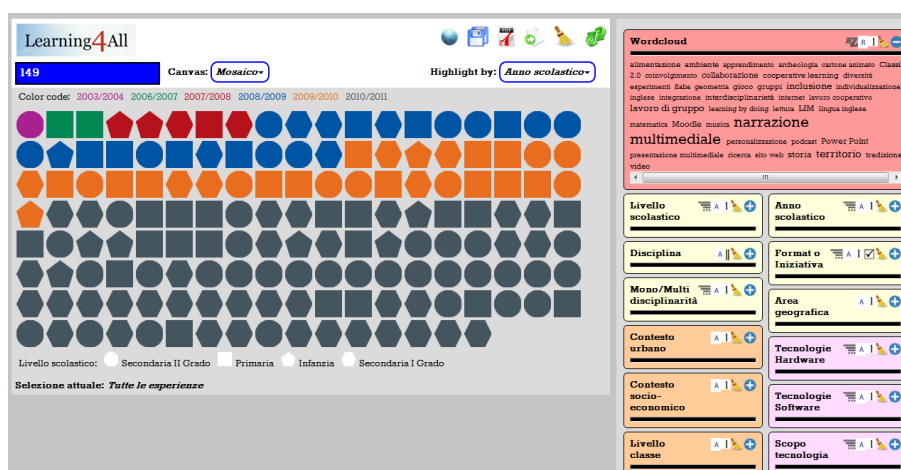 Learning4All
149
Canvas: Mosaico
Highlight by: Anno scolastico
Color code: 2003/2004 2006/2007 2007/2008 2008/2009 2009/2010 2010/2011
Livello scolastico: Secondaria II Grado Primaria Infanzia Secondaria I Grado
Selezione attuale: Tutte le esperienze
Wordcloud
alimentazione ambiente apprendimento archeologia cartone animato Classi
2.0 coinvolgimento collaborazione cooperative learning diversità
esperimenti fiaba geometria gioco gruppi inclusione individualizzazione
inglese integrazione interdisciplinarietà internet lavoro cooperativo
lavoro di gruppo learning by doing lettura LIM lingua inglese
matematica Moodle musica narrazione
multimediale personalizzazione podcast Power Point
presentazione multimediale ricerca sito web storia territorio tradizione
video
Livello
scolastico
Anno
scolastico
Disciplina
Format o
Iniziativa
Mono/Multi
disciplinarità
Area
geografica
Contesto
urbano
Tecnologie
Hardware
Contesto
socio-
economico
Tecnologie
Software
Livello
classe
Scopo
tecnologia